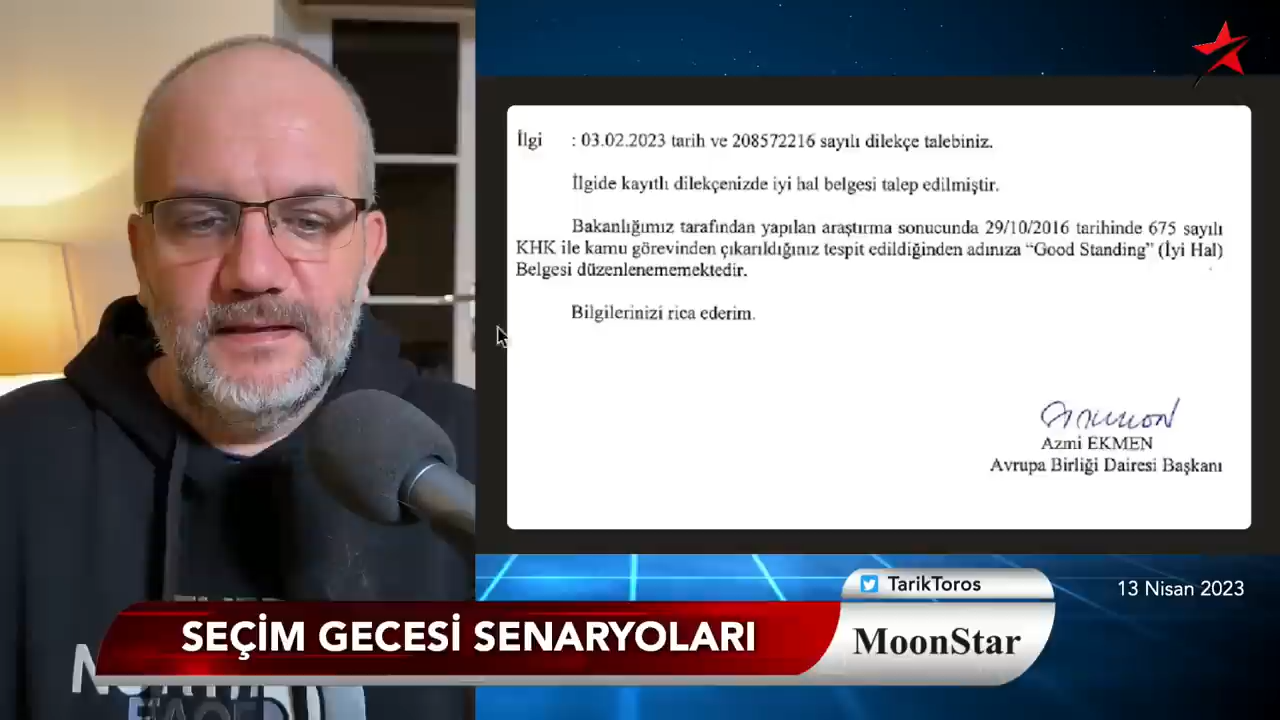 İlgi : 03.02.2023 tarih ve 208572216 sayılı dilekçe talebiniz.
İlgide kayıtlı dilekçenizde iyi hal belgesi talep edilmiştir.
Bakanlığımız tarafından yapılan araştırma sonucunda 29/10/2016 tarihinde 675 sayılı
KHK ile kamu görevinden çıkarıldığınız tespit edildiğinden adınıza “Good Standing” (İyi Hal)
Belgesi düzenlenememektedir.
Bilgilerinizi rica ederim.
Azmi EKMEN
Avrupa Birliği Dairesi Başkanı
TarikToros
13 Nisan 2023
SEÇİM GECESİ SENARYOLARI
MoonStar